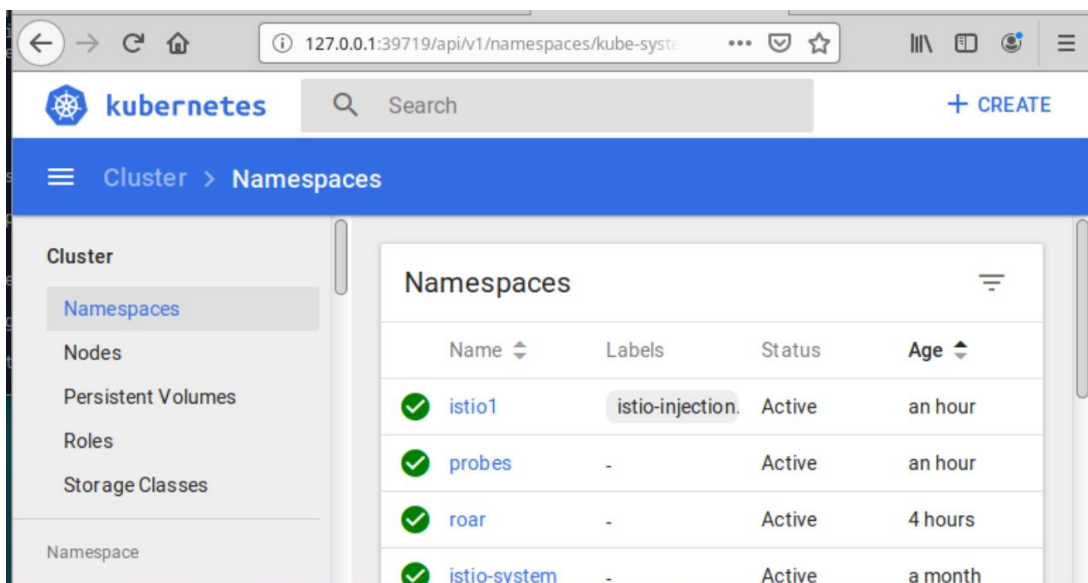 127.0.0.1:39719/api/v1/namespaces/kube-syste
kubernetes
Search
+ CREATE
Cluster > Namespaces
Cluster
Namespaces
Nodes
Persistent Volumes
Roles
Storage Classes
Namespace
Namespaces
Name Labels Status Age
istio1 istio-injection. Active an hour
probes - Active an hour
roar - Active 4 hours
istio-system - Active a month